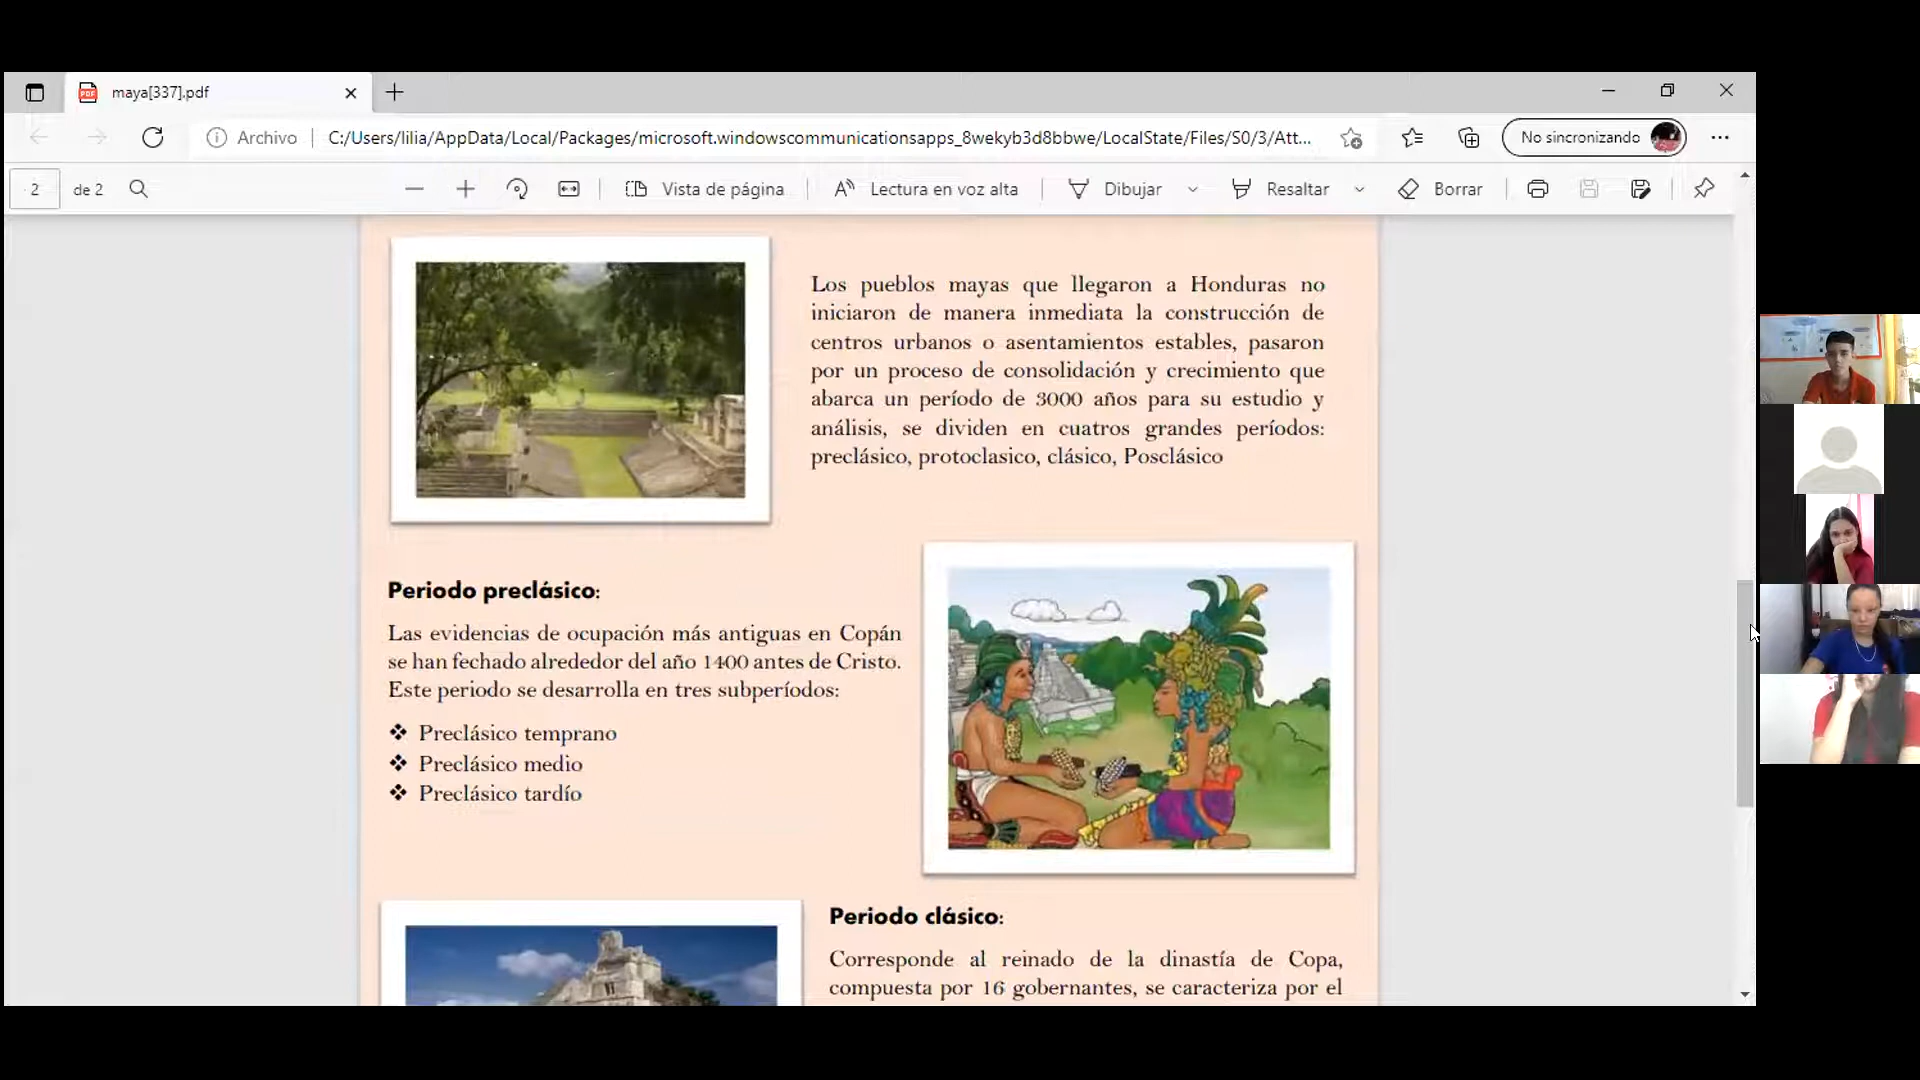 maya[337].pdf
Archivo
C:/Users/lilia/AppData/Local/Packages/microsoft.windowscommunicationsapps_8wekyb3d8bbwe/LocalState/Files/S0/3/Att...
No sincronizando
2 de 2
Vista de página
Lectura en voz alta
Dibujar
Resaltar
Borrar
Los pueblos mayas que llegaron a Honduras no
iniciaron de manera inmediata la construcción de
centros urbanos o asentamientos estables, pasaron
por un proceso de consolidación y crecimiento que
abarca un período de 3000 años para su estudio y
análisis, se dividen en cuatros grandes períodos:
preclásico, protoclasico, clásico, Posclásico
Periodo preclásico:
Las evidencias de ocupación más antiguas en Copán
se han fechado alrededor del año 1400 antes de Cristo.
Este periodo se desarrolla en tres subperíodos:
❖ Preclásico temprano
❖ Preclásico medio
❖ Preclásico tardío
Periodo clásico:
Corresponde al reinado de la dinastía de Copa,
compuesta por 16 gobernantes, se caracteriza por el